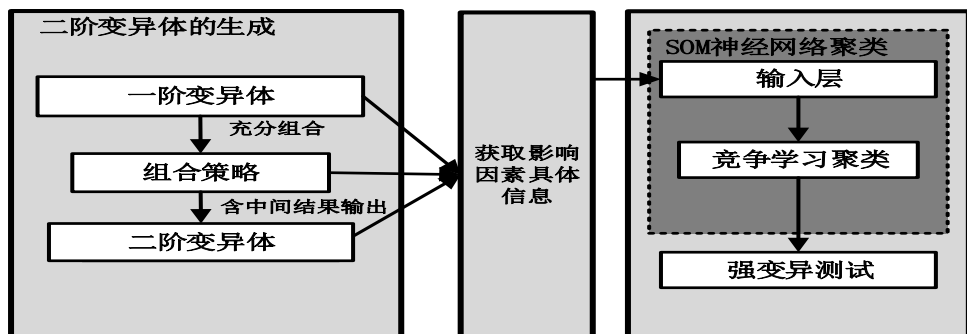 二阶变异体的生成
一阶变异体
充分组合
组合策略
含中间结果输出
二阶变异体
获取影响
因素具体
信息
SOM神经网络聚类
输入层
竞争学习聚类
强变异测试